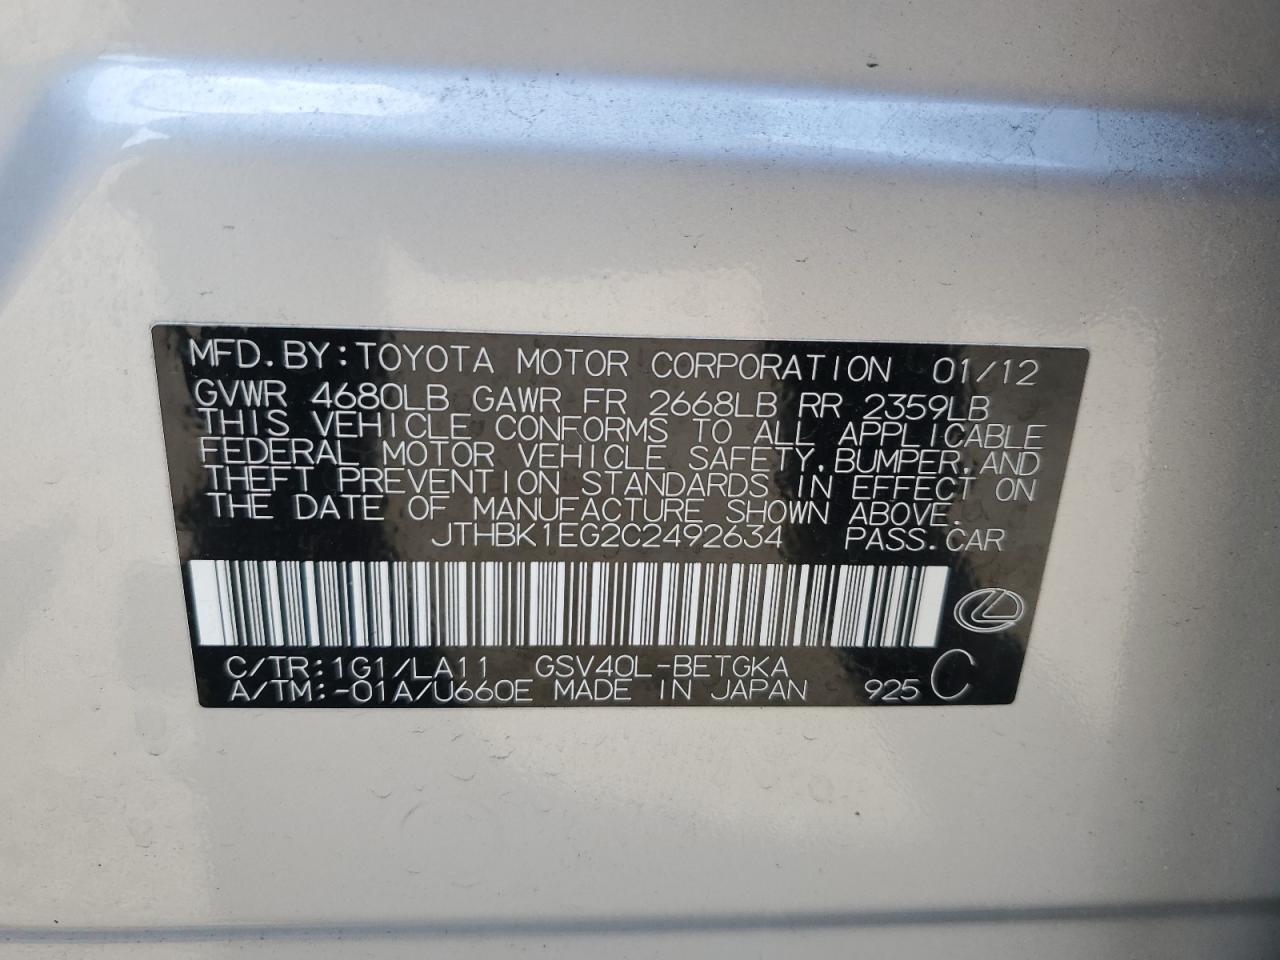 MFD.BY:TOYOTA MOTOR CORPORATION 01/12
GVWR 4680LB GAWR FR 2668LB RR 2359LB
THIS VEHICLE CONFORMS TO ALL APPLICABLE
FEDERAL MOTOR VEHICLE SAFETY,BUMPER,AND
THEFT PREVENTION STANDARDS IN EFFECT ON
THE DATE OF MANUFACTURE SHOWN ABOVE.
JTHBK1EG2C2492634 PASS.CAR
C/TR:1G1/LA11 GSV40L-BETGKA
A/TM:-01A/U660E MADE IN JAPAN 925 C